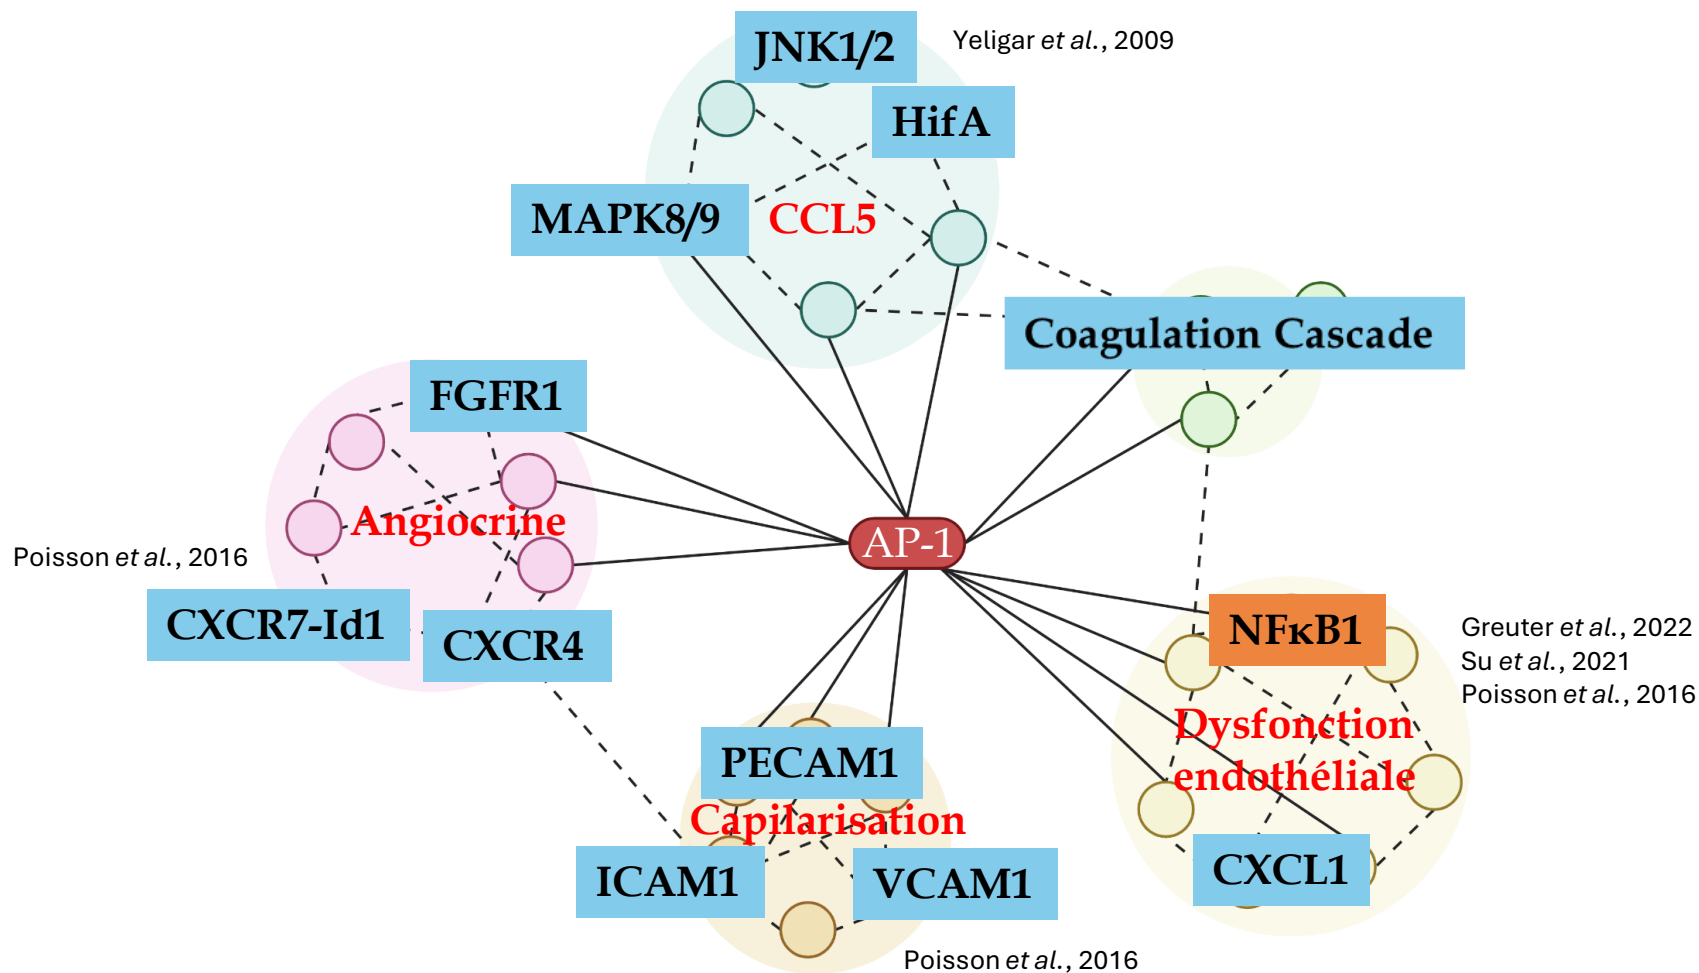 JNK1/2
Yeligar et al., 2009
HifA
MAPK8/9
CCL5
Coagulation Cascade
FGFR1
Angiocrine
AP-1
Poisson et al., 2016
CXCR7-Id1
CXCR4
NFκB1
Greuter et al., 2022
Su et al., 2021
Poisson et al., 2016
Dysfonction
endothéliale
PECAM1
Capilarisation
ICAM1
VCAM1
CXCL1
Poisson et al., 2016